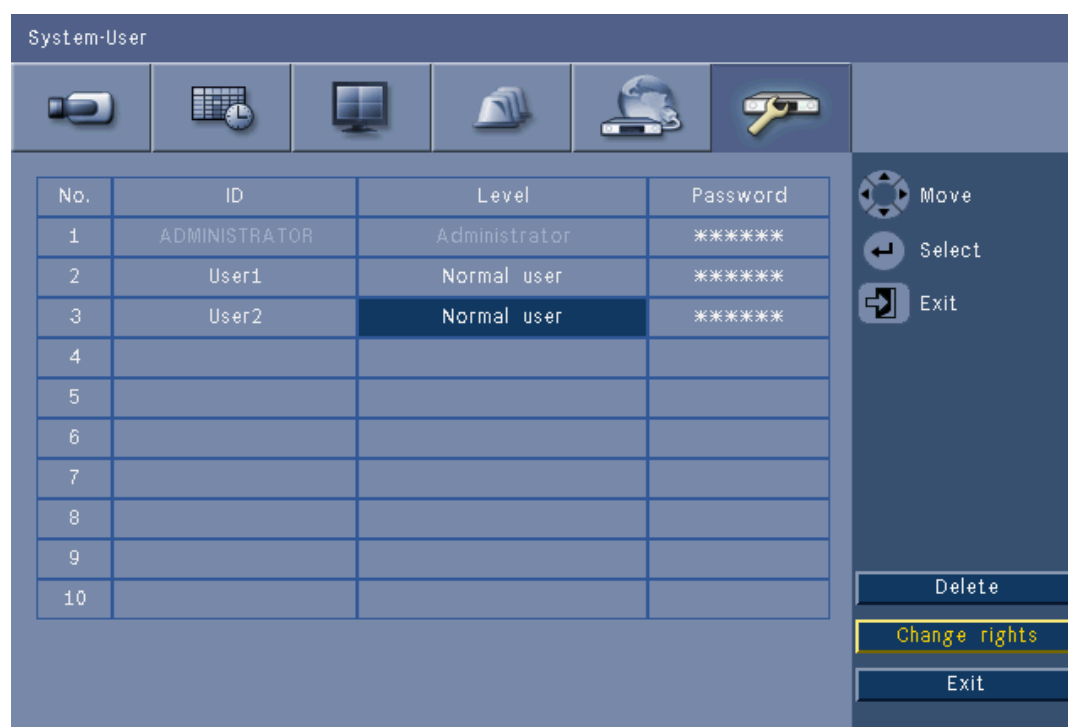 System-User
No. ID Level Password
1 ADMINISTRATOR Administrator ******
2 User1 Normal user ******
3 User2 Normal user ******
4
5
6
7
8
9
10
Move
Select
Exit
Delete
Change rights
Exit